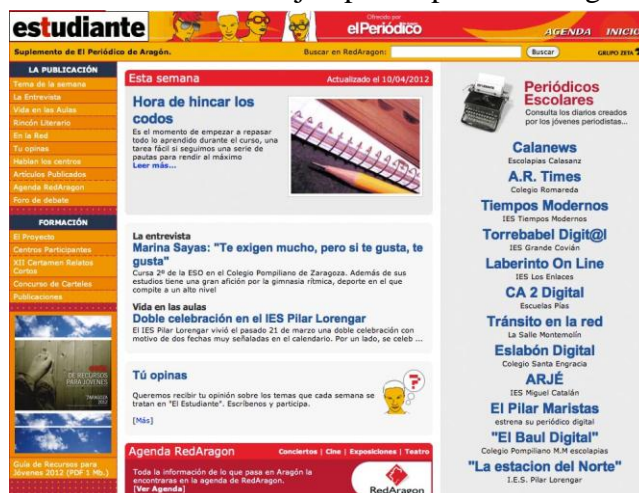 estudiante
Ofrecido por
elPeriódico
AGENDA INICIO
Suplemento de El Periódico de Aragón.
Buscar en RedAragon:
Buscar
GRUPO ZETA
LA PUBLICACIÓN
Tema de la semana
La Entrevista
Vida en las Aulas
Rincón Literario
En la Red
Tu opinas
Hablan los centros
Artículos Publicados
Agenda RedAragon
Foro de debate
FORMACIÓN
El Proyecto
Centros Participantes
XII Certamen Relatos
Cortos
Concurso de Carteles
Publicaciones
DE RECURSOS
PARA JÓVENES
ZARAGOZA
2012
Guía de Recursos para
Jóvenes 2012 (PDF 1 Mb.)
Esta semana
Actualizado el 10/04/2012
Hora de hincar los
codos
Es el momento de empezar a repasar
todo lo aprendido durante el curso, una
tarea fácil si seguimos una serie de
pautas para rendir al máximo
Leer más...
La entrevista
Marina Sayas: "Te exigen mucho, pero si te gusta, te
gusta"
Cursa 2º de la ESO en el Colegio Pompiliano de Zaragoza. Además de sus
estudios tiene una gran afición por la gimnasia rítmica, deporte en el que
compite a un alto nivel
Vida en las aulas
Doble celebración en el IES Pilar Lorengar
El IES Pilar Lorengar vivió el pasado 21 de marzo una doble celebración con
motivo de dos fechas muy señaladas en el calendario. Por un lado, se celeb ...
Tú opinas
Queremos recibir tu opinión sobre los temas que cada semana se
tratan en "El Estudiante". Escríbenos y participa.
[Más]
Agenda RedAragon
Conciertos | Cine | Exposiciones | Teatro
Toda la información de lo que pasa en Aragón la
encontraras en la agenda de RedAragon.
[Ver Agenda]
RedAragon
Periódicos
Escolares
Consulta los diarios creados
por los jóvenes periodistas...
Calanews
Escolapias Calasanz
A.R. Times
Colegio Romareda
Tiempos Modernos
IES Tiempos Modernos
Torrebabel Digit@l
IES Grande Covián
Laberinto On Line
IES Los Enlaces
CA 2 Digital
Escuelas Pías
Tránsito en la red
La Salle Montemolín
Eslabón Digital
Colegio Santa Engracia
ARJÉ
IES Miguel Catalán
El Pilar Maristas
estrena su periódico digital
"El Baul Digital"
Colegio Pompiliano M.M escolapias
"La estacion del Norte"
I.E.S. Pilar Lorengar